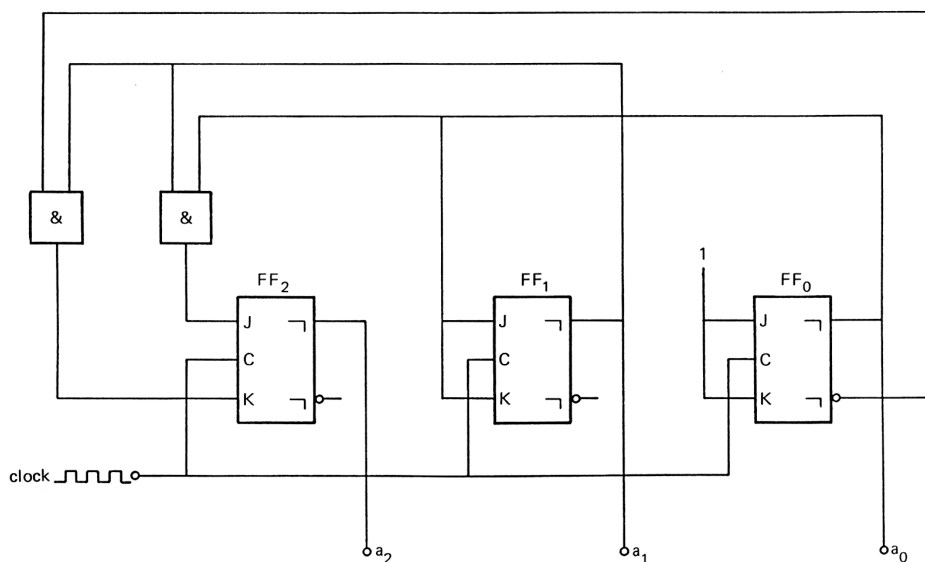 & &
1
FF2 FF1 FF0
J J J
C C C
K K K
clock
a2 a1 a0